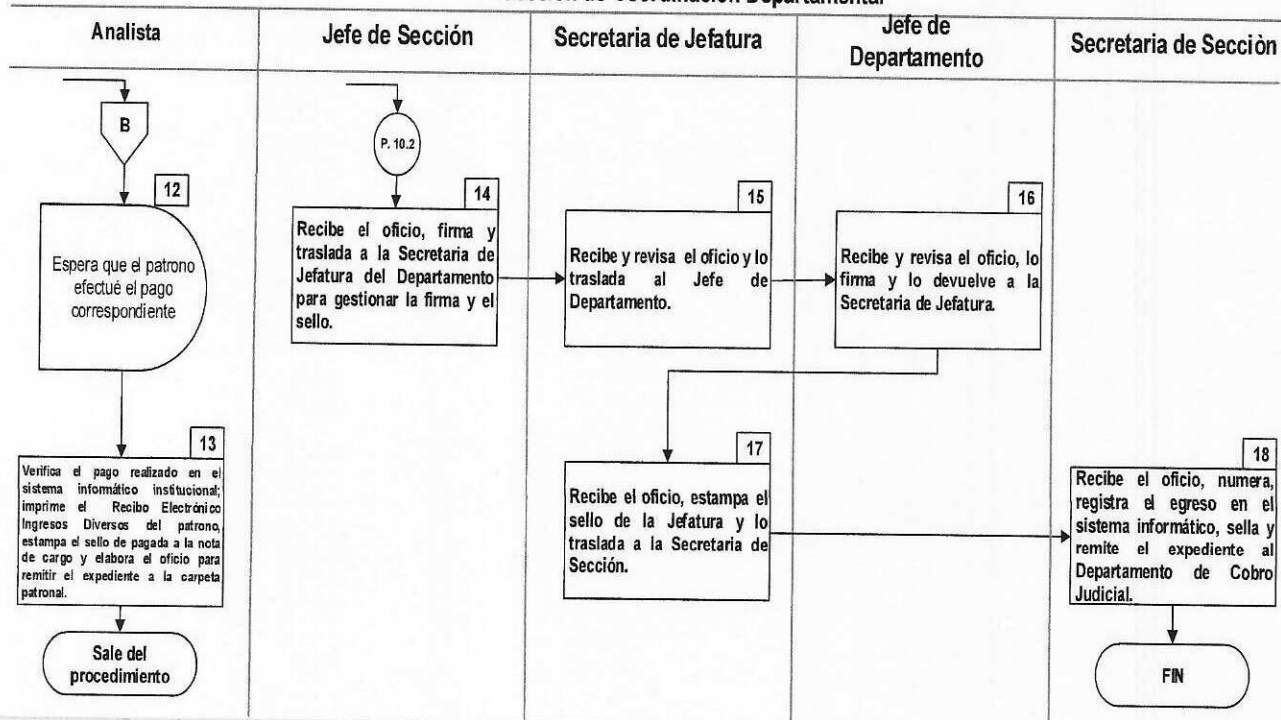 Coordinación Departamental
Analista
Jefe de Sección
Secretaria de Jefatura
Jefe de
Departamento
Secretaria de Secciòn
B
12
Espera que el patrono
efectué el pago
correspondiente
13
Verifica el pago realizado en el
sistema informático institucional;
imprime el Recibo Electrónico
Ingresos Diversos del patrono,
estampa el sello de pagada a la nota
de cargo y elabora el oficio para
remitir el expediente a la carpeta
patronal.
Sale del
procedimiento
P. 10.2
14
Recibe el oficio, firma y
traslada a la Secretaria de
Jefatura del Departamento
para gestionar la firma y el
sello.
15
Recibe y revisa el oficio y lo
traslada al Jefe de
Departamento.
16
Recibe y revisa el oficio, lo
firma y lo devuelve a la
Secretaria de Jefatura.
17
Recibe el oficio, estampa el
sello de la Jefatura y lo
traslada a la Secretaria de
Sección.
18
Recibe el oficio, numera,
registra el egreso en el
sistema informático, sella y
remite el expediente al
Departamento de Cobro
Judicial.
FIN